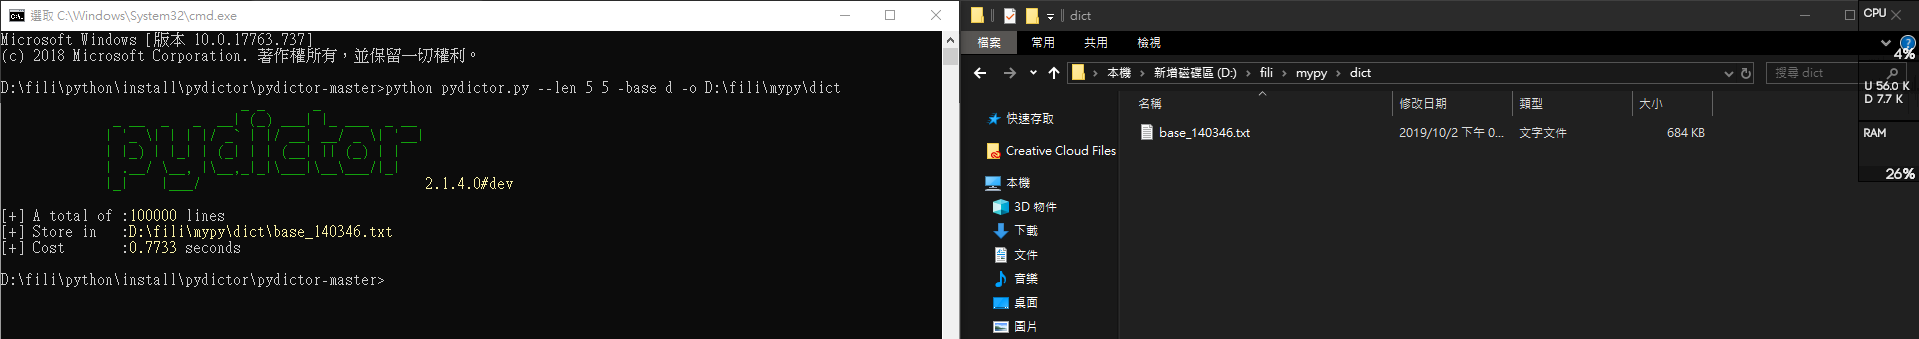 選取 C:\Windows\System32\cmd.exe
Microsoft Windows [版本 10.0.17763.737]
(c) 2018 Microsoft Corporation. 著作權所有，並保留一切權利。
D:\fili\python\install\pydictor\pydictor-master>python pydictor.py --len 5 5 -base d -o D:\fili\mypy\dict
pydictor
2.1.4.0#dev
[+] A total of :100000 lines
[+] Store in   :D:\fili\mypy\dict\base_140346.txt
[+] Cost       :0.7733 seconds
D:\fili\python\install\pydictor\pydictor-master>
dict
檔案 常用 共用 檢視
本機 › 新增磁碟區 (D:) › fili › mypy › dict
搜尋 dict
快速存取
Creative Cloud Files
本機
3D 物件
下載
文件
音樂
桌面
圖片
名稱 修改日期 類型 大小
base_140346.txt 2019/10/2 下午 0... 文字文件 684 KB
CPU
4%
U 56.0 K
D 7.7 K
RAM
26%